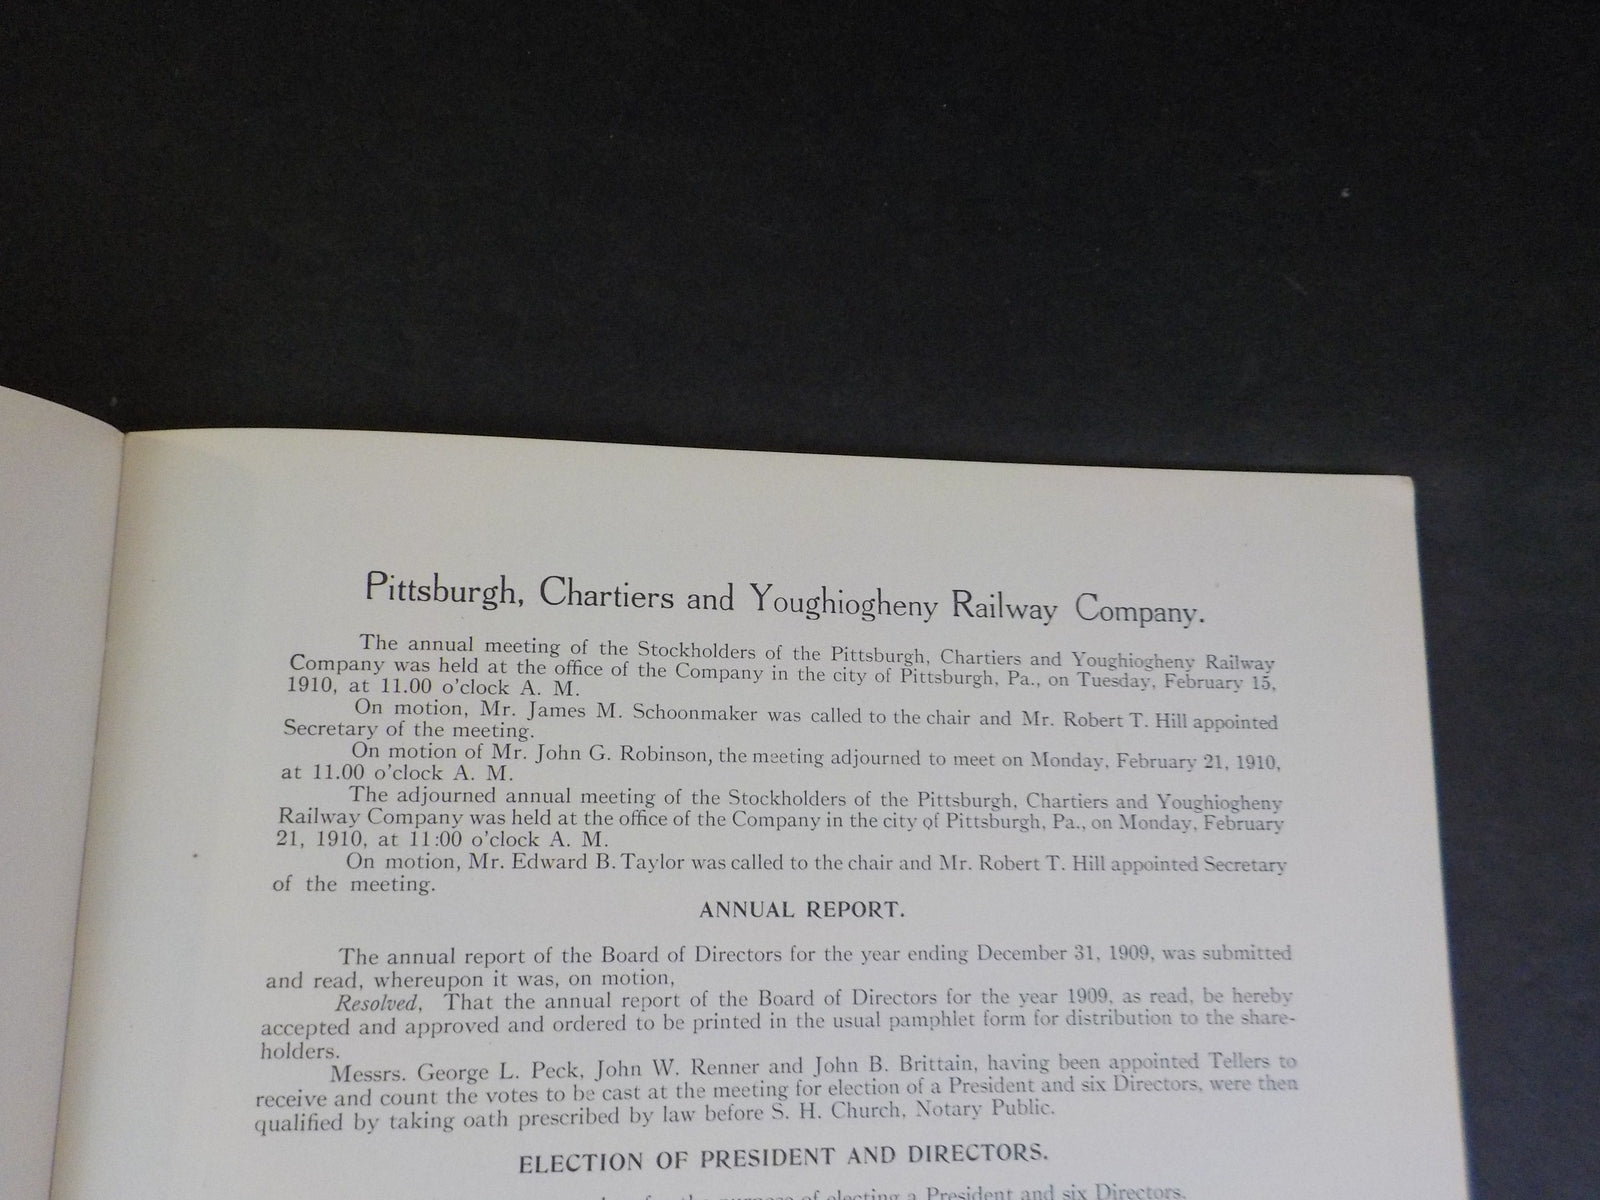 Pittsburgh, Chartiers and Youghiogheny Railway Company.
The annual meeting of the Stockholders of the Pittsburgh, Chartiers and Youghiogheny Railway
Company was held at the office of the Company in the city of Pittsburgh, Pa., on Tuesday, February 15,
1910, at 11.00 o'clock A. M.
On motion, Mr. James M. Schoonmaker was called to the chair and Mr. Robert T. Hill appointed
Secretary of the meeting.
On motion of Mr. John G. Robinson, the meeting adjourned to meet on Monday, February 21, 1910,
at 11.00 o'clock A. M.
The adjourned annual meeting of the Stockholders of the Pittsburgh, Chartiers and Youghiogheny
Railway Company was held at the office of the Company in the city of Pittsburgh, Pa., on Monday, February
21, 1910, at 11:00 o'clock A. M.
On motion, Mr. Edward B. Taylor was called to the chair and Mr. Robert T. Hill appointed Secretary
of the meeting.
ANNUAL REPORT.
The annual report of the Board of Directors for the year ending December 31, 1909, was submitted
and read, whereupon it was, on motion,
Resolved, That the annual report of the Board of Directors for the year 1909, as read, be hereby
accepted and approved and ordered to be printed in the usual pamphlet form for distribution to the share-
holders.
Messrs. George L. Peck, John W. Renner and John B. Brittain, having been appointed Tellers to
receive and count the votes to be cast at the meeting for election of a President and six Directors, were then
qualified by taking oath prescribed by law before S. H. Church, Notary Public.
ELECTION OF PRESIDENT AND DIRECTORS.
for the purpose of electing a President and six Directors.